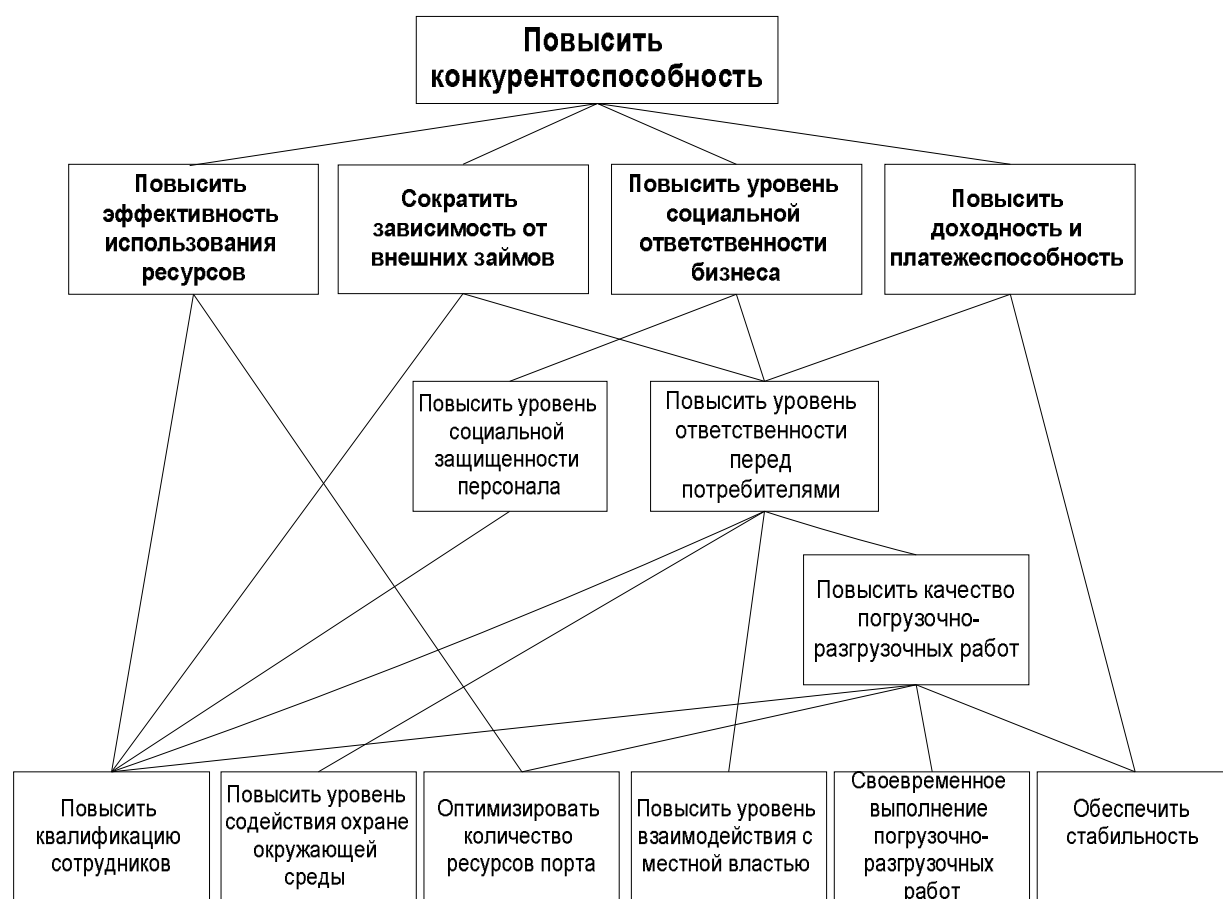 Повысить
конкурентоспособность
Повысить
эффективность
использования
ресурсов
Сократить
зависимость от
внешних займов
Повысить уровень
социальной
ответственности
бизнеса
Повысить
доходность и
платежеспособность
Повысить уровень
социальной
защищенности
персонала
Повысить уровень
ответственности
перед
потребителями
Повысить качество
погрузочно-
разгрузочных работ
Повысить
квалификацию
сотрудников
Повысить уровень
содействия охране
окружающей
среды
Оптимизировать
количество
ресурсов порта
Повысить уровень
взаимодействия с
местной властью
Своевременное
выполнение
погрузочно-
разгрузочных
работ
Обеспечить
стабильность